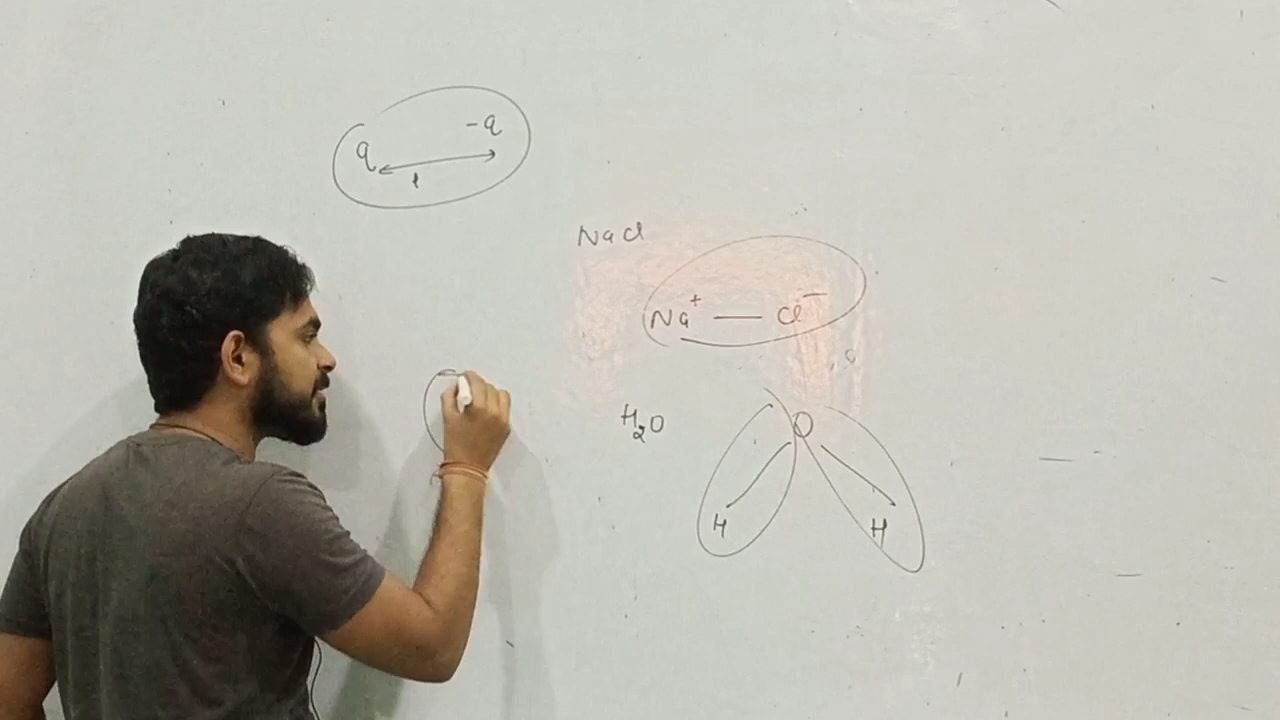 q -q
l
NaCl
Na⁺ — Cl⁻
H₂O
O
H H